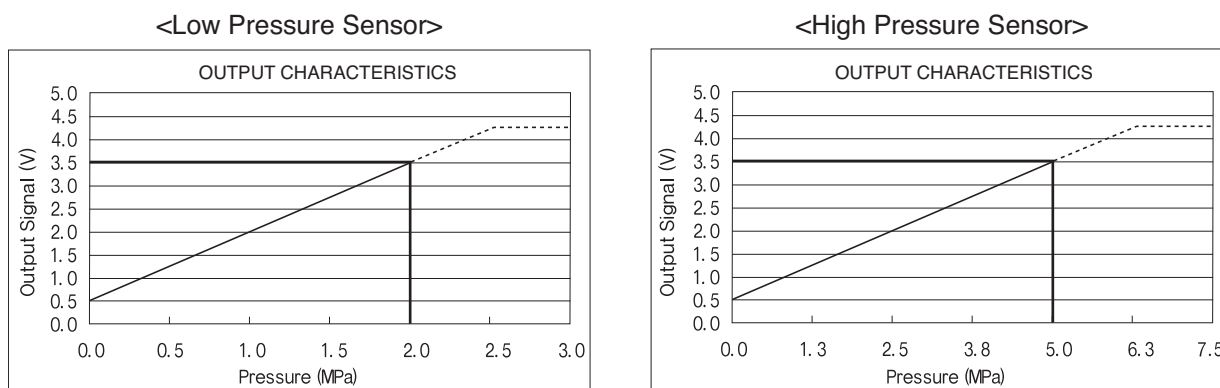 <Low Pressure Sensor>
OUTPUT CHARACTERISTICS
Output Signal (V)
5.0
4.5
4.0
3.5
3.0
2.5
2.0
1.5
1.0
0.5
0.0
0.0 0.5 1.0 1.5 2.0 2.5 3.0
Pressure (MPa)
<High Pressure Sensor>
OUTPUT CHARACTERISTICS
Output Signal (V)
5.0
4.5
4.0
3.5
3.0
2.5
2.0
1.5
1.0
0.5
0.0
0.0 1.3 2.5 3.8 5.0 6.3 7.5
Pressure (MPa)